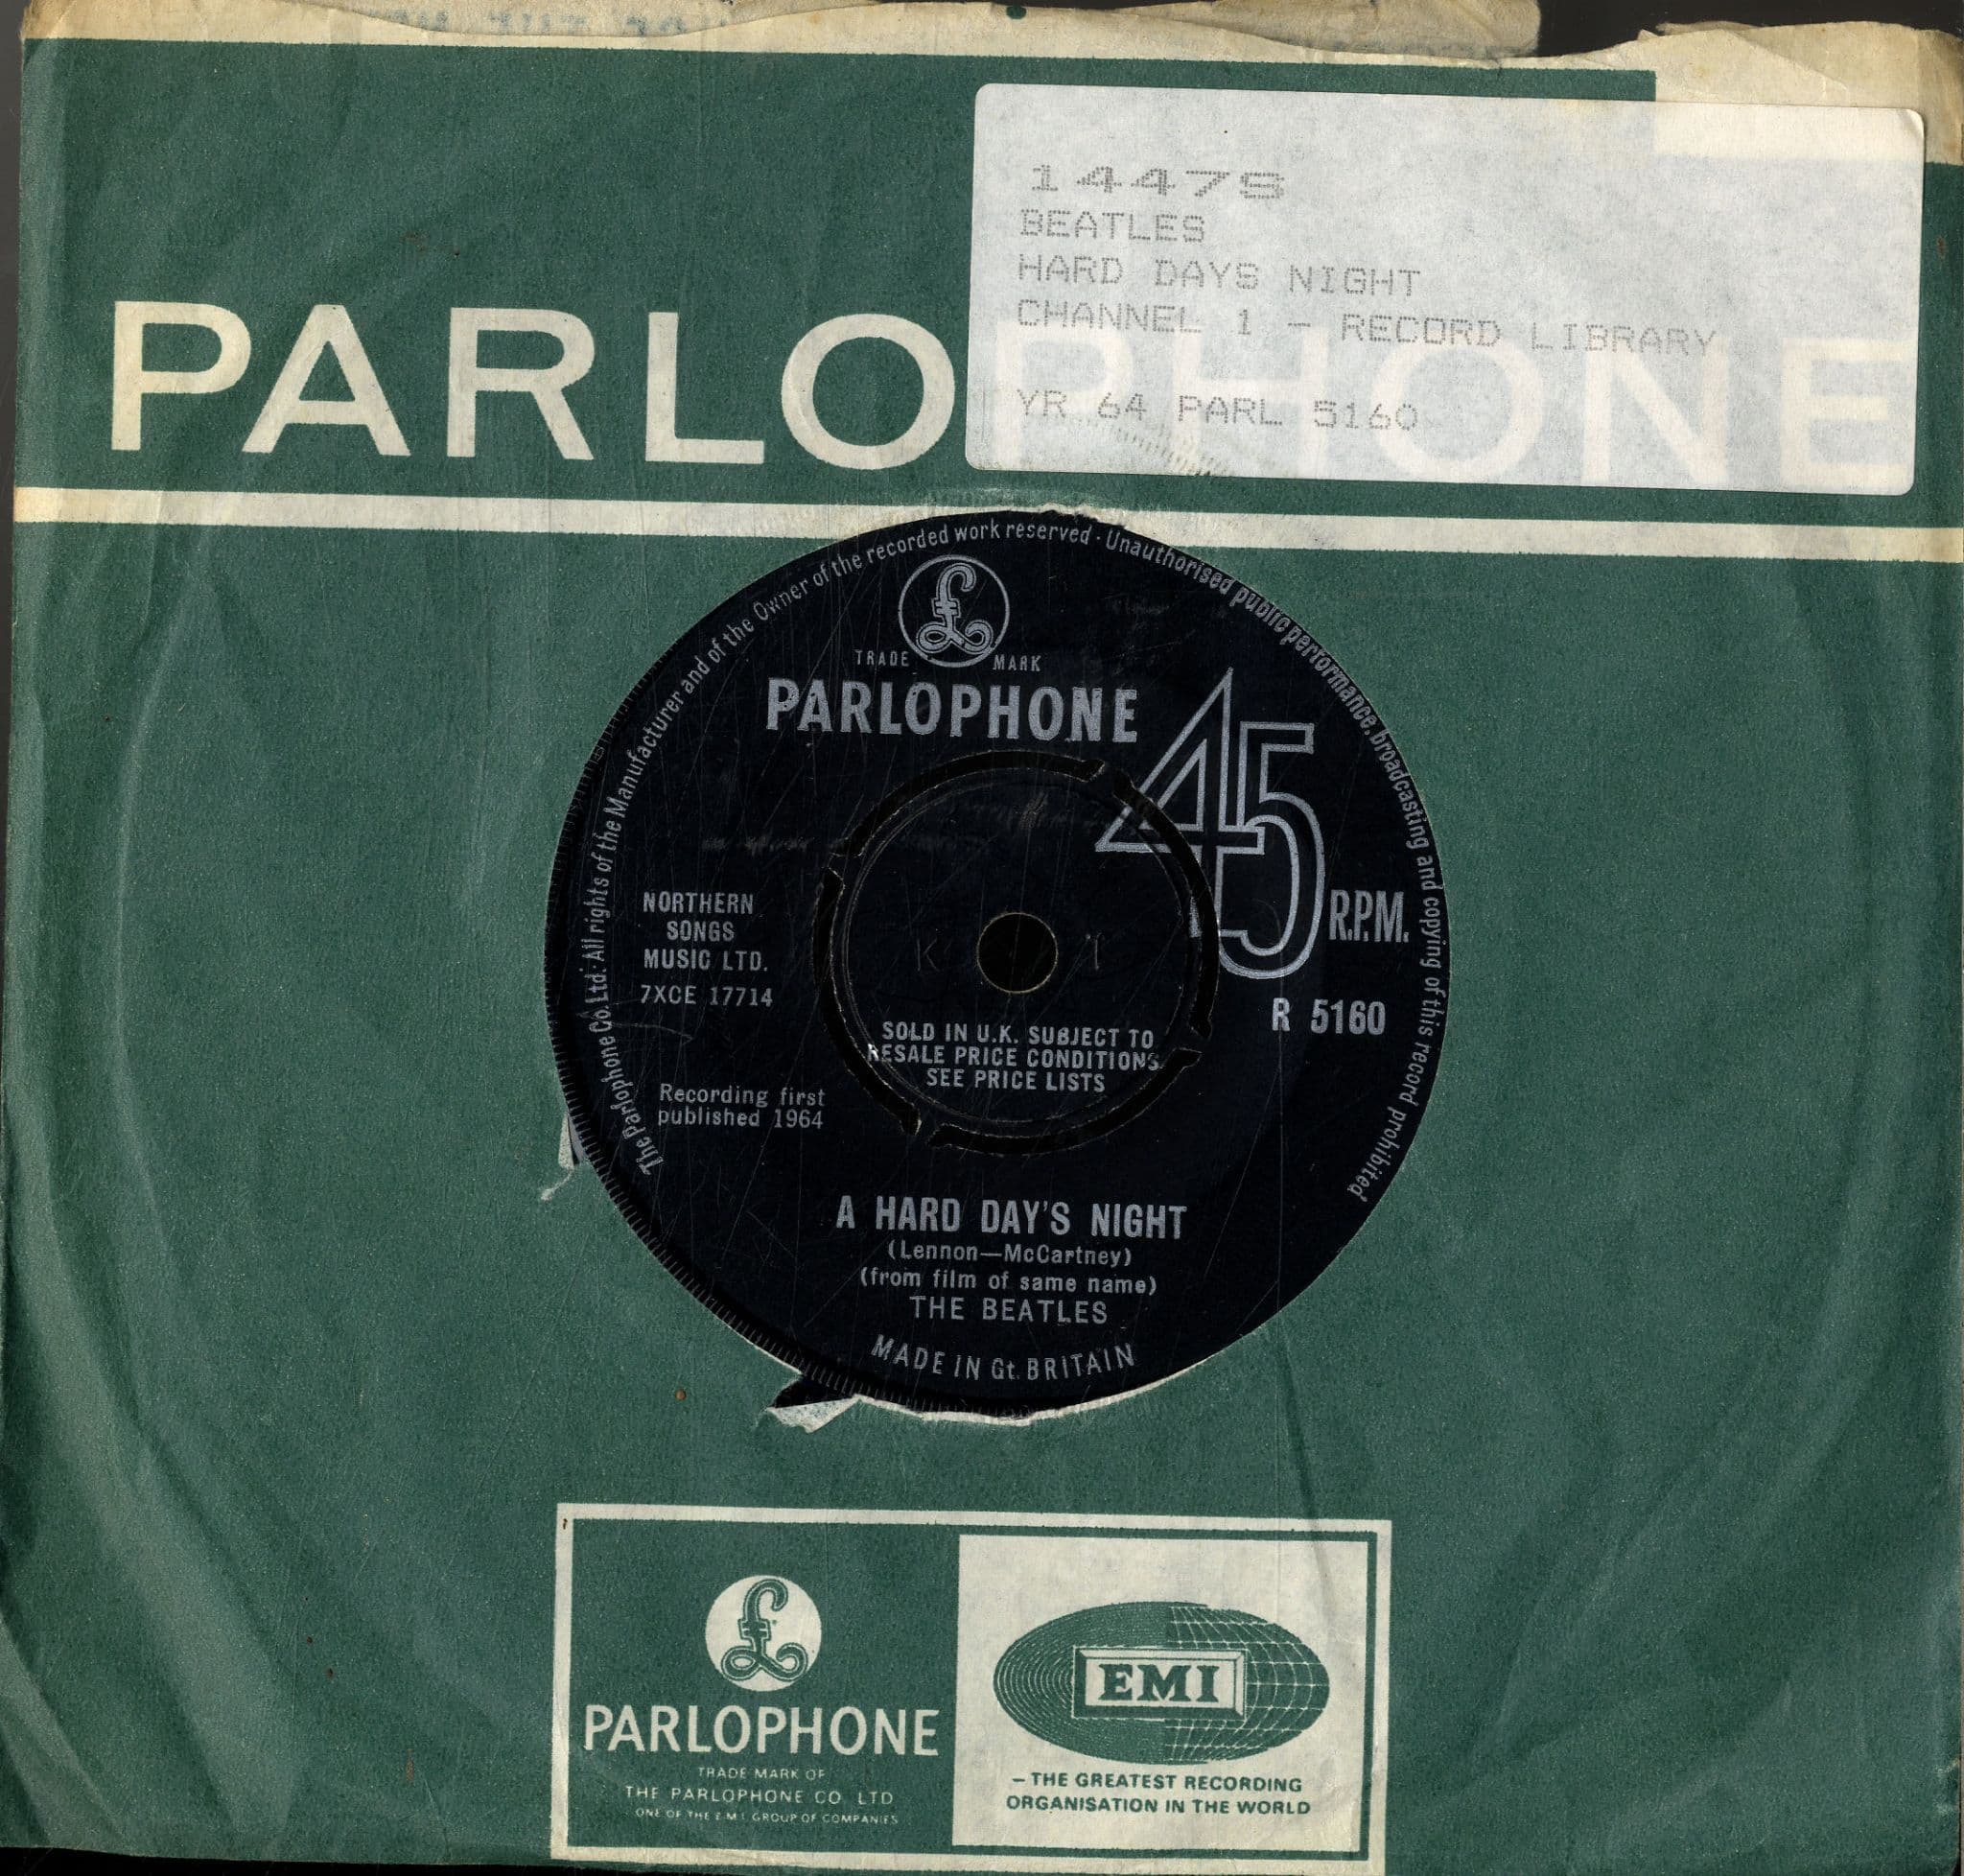 PARLOPHONE
1447S
BEATLES
HARD DAYS NIGHT
CHANNEL 1 - RECORD LIBRARY
YR 64 PARL 5160
The Parlophone Co. Ltd. All rights of the Manufacturer and of the Owner of the recorded work reserved · Unauthorised public performance, broadcasting and copying of this record prohibited
£
TRADE MARK
PARLOPHONE
45
R.P.M.
NORTHERN
SONGS
MUSIC LTD.
7XCE 17714
R 5160
K T
SOLD IN U.K. SUBJECT TO
RESALE PRICE CONDITIONS
SEE PRICE LISTS
Recording first
published 1964
A HARD DAY'S NIGHT
(Lennon—McCartney)
(from film of same name)
THE BEATLES
MADE IN Gt. BRITAIN
£
PARLOPHONE
TRADE MARK OF
THE PARLOPHONE CO LTD
ONE OF THE E.M.I. GROUP OF COMPANIES
EMI
– THE GREATEST RECORDING
ORGANISATION IN THE WORLD